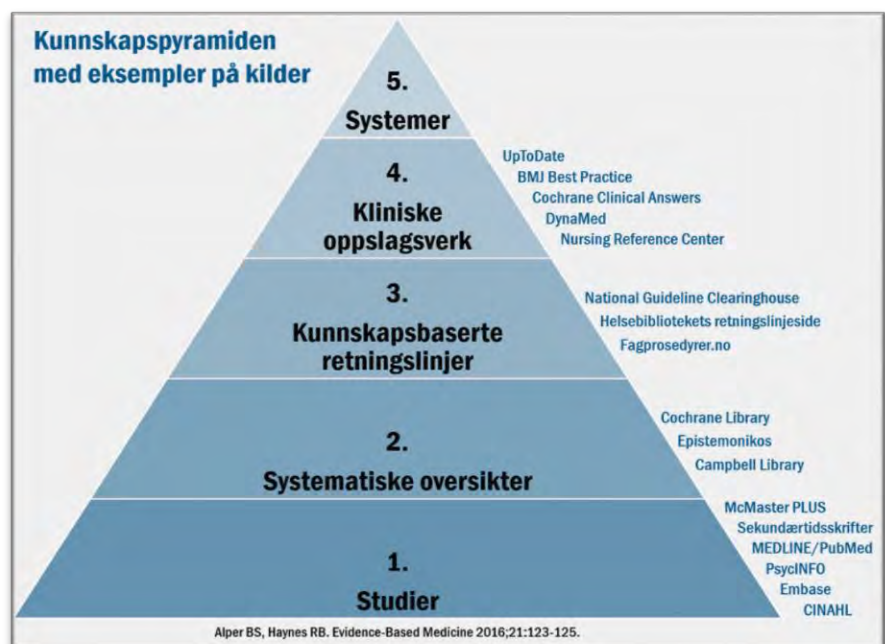 Kunnskapspyramiden
med eksempler på kilder
5.
Systemer
4.
Kliniske
oppslagsverk
UpToDate
BMJ Best Practice
Cochrane Clinical Answers
DynaMed
Nursing Reference Center
3.
Kunnskapsbaserte
retningslinjer
National Guideline Clearinghouse
Helsebibliotekets retningslinjeside
Fagprosedyrer.no
2.
Systematiske oversikter
Cochrane Library
Epistemonikos
Campbell Library
1.
Studier
McMaster PLUS
Sekundærtidsskrifter
MEDLINE/PubMed
PsycINFO
Embase
CINAHL
Alper BS, Haynes RB. Evidence-Based Medicine 2016;21:123-125.